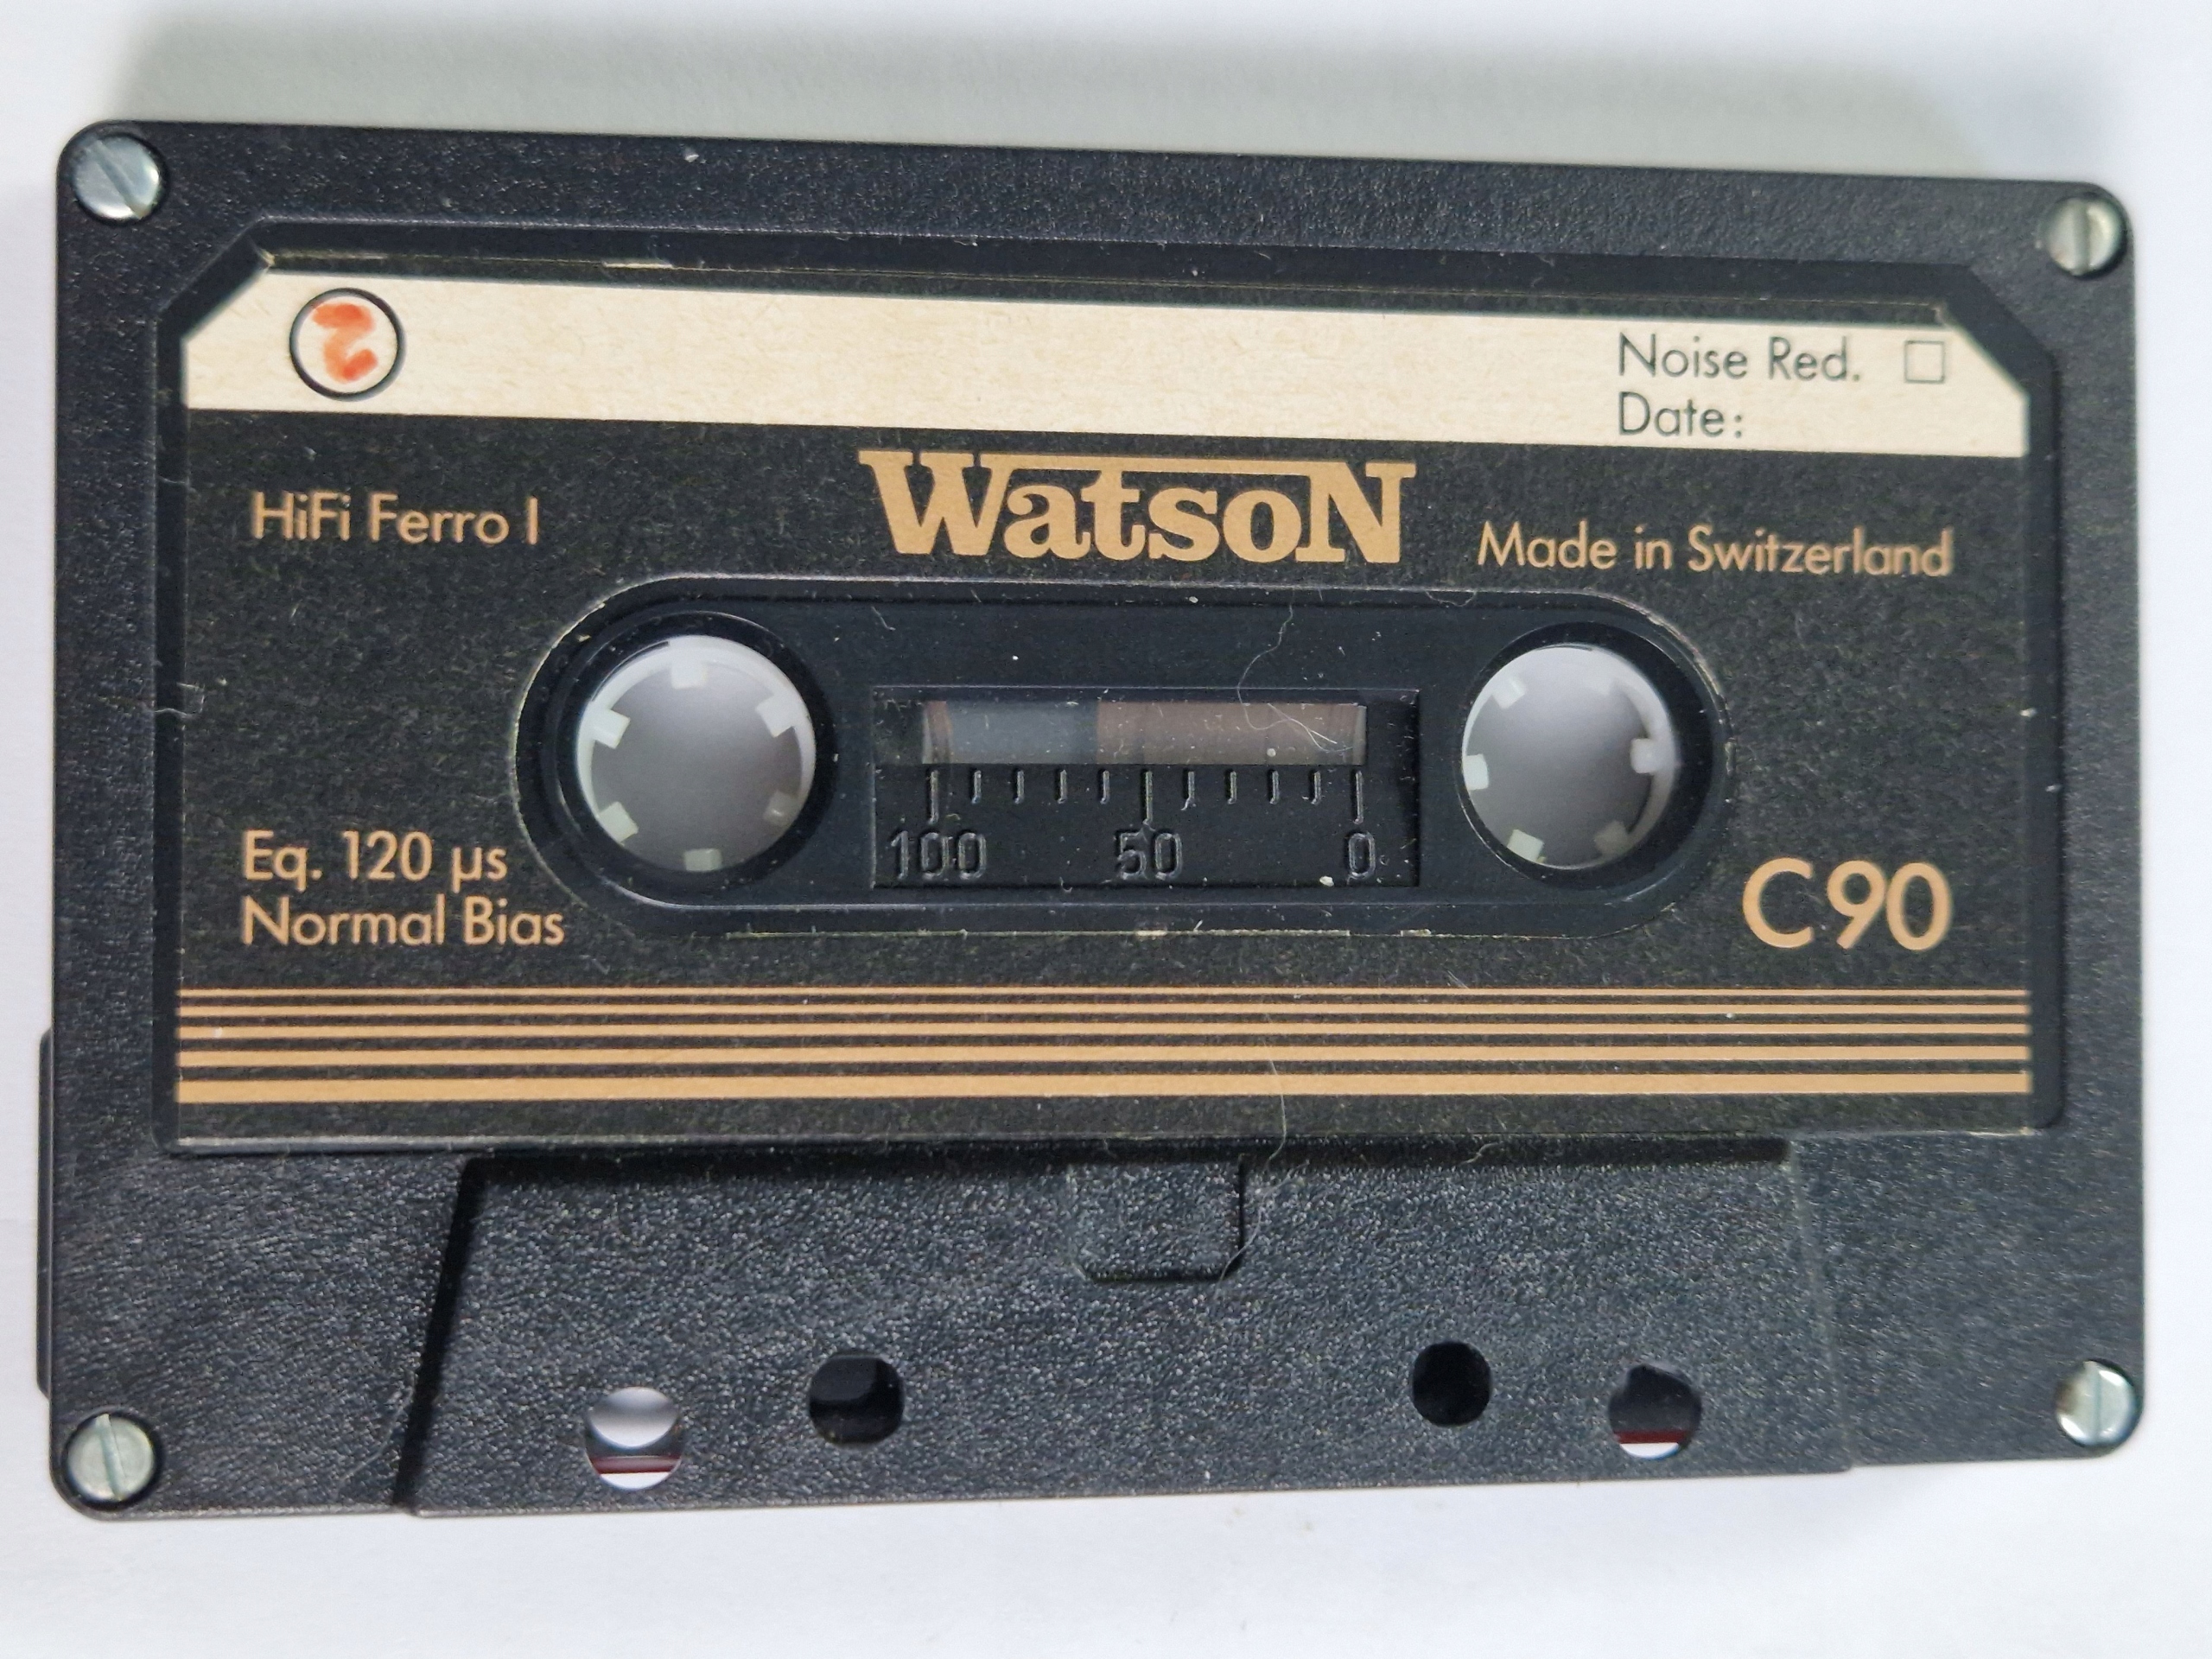 2
Noise Red.
Date:
WatsoN
HiFi Ferro I
Made in Switzerland
100 50 0
Eq. 120 µs
Normal Bias
C90